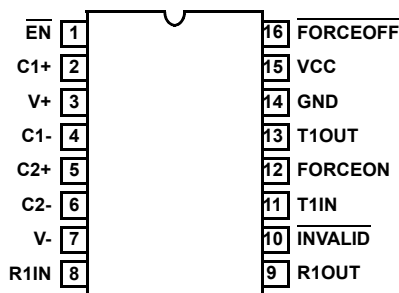 EN 1 16 FORCEOFF
C1+ 2 15 VCC
V+ 3 14 GND
C1- 4 13 T1OUT
C2+ 5 12 FORCEON
C2- 6 11 T1IN
V- 7 10 INVALID
R1IN 8 9 R1OUT